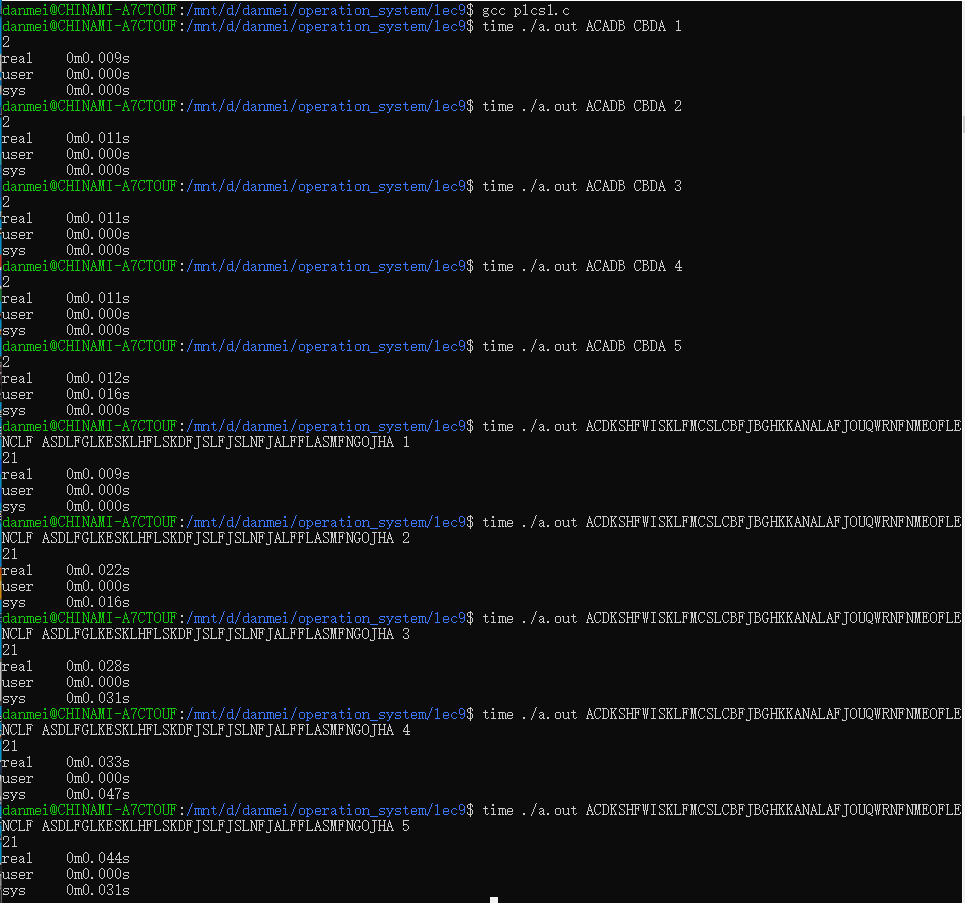 danmei@CHINAMI-A7CTOUF:/mnt/d/danmei/operation_system/lec9$ gcc plcs1.c
danmei@CHINAMI-A7CTOUF:/mnt/d/danmei/operation_system/lec9$ time ./a.out ACADB CBDA 1
2
real    0m0.009s
user    0m0.000s
sys     0m0.000s
danmei@CHINAMI-A7CTOUF:/mnt/d/danmei/operation_system/lec9$ time ./a.out ACADB CBDA 2
2
real    0m0.011s
user    0m0.000s
sys     0m0.000s
danmei@CHINAMI-A7CTOUF:/mnt/d/danmei/operation_system/lec9$ time ./a.out ACADB CBDA 3
2
real    0m0.011s
user    0m0.000s
sys     0m0.000s
danmei@CHINAMI-A7CTOUF:/mnt/d/danmei/operation_system/lec9$ time ./a.out ACADB CBDA 4
2
real    0m0.011s
user    0m0.000s
sys     0m0.000s
danmei@CHINAMI-A7CTOUF:/mnt/d/danmei/operation_system/lec9$ time ./a.out ACADB CBDA 5
2
real    0m0.012s
user    0m0.016s
sys     0m0.000s
danmei@CHINAMI-A7CTOUF:/mnt/d/danmei/operation_system/lec9$ time ./a.out ACDKSHFWISKLFMCSLCBFJBGHKKANALAFJOUQWRNFNMEOFLE
NCLF ASDLFGLKESKLHFLSKDFJSLFJSLNFJALFFLASMFNGOJHA 1
21
real    0m0.009s
user    0m0.000s
sys     0m0.000s
danmei@CHINAMI-A7CTOUF:/mnt/d/danmei/operation_system/lec9$ time ./a.out ACDKSHFWISKLFMCSLCBFJBGHKKANALAFJOUQWRNFNMEOFLE
NCLF ASDLFGLKESKLHFLSKDFJSLFJSLNFJALFFLASMFNGOJHA 2
21
real    0m0.022s
user    0m0.000s
sys     0m0.016s
danmei@CHINAMI-A7CTOUF:/mnt/d/danmei/operation_system/lec9$ time ./a.out ACDKSHFWISKLFMCSLCBFJBGHKKANALAFJOUQWRNFNMEOFLE
NCLF ASDLFGLKESKLHFLSKDFJSLFJSLNFJALFFLASMFNGOJHA 3
21
real    0m0.028s
user    0m0.000s
sys     0m0.031s
danmei@CHINAMI-A7CTOUF:/mnt/d/danmei/operation_system/lec9$ time ./a.out ACDKSHFWISKLFMCSLCBFJBGHKKANALAFJOUQWRNFNMEOFLE
NCLF ASDLFGLKESKLHFLSKDFJSLFJSLNFJALFFLASMFNGOJHA 4
21
real    0m0.033s
user    0m0.000s
sys     0m0.047s
danmei@CHINAMI-A7CTOUF:/mnt/d/danmei/operation_system/lec9$ time ./a.out ACDKSHFWISKLFMCSLCBFJBGHKKANALAFJOUQWRNFNMEOFLE
NCLF ASDLFGLKESKLHFLSKDFJSLFJSLNFJALFFLASMFNGOJHA 5
21
real    0m0.044s
user    0m0.000s
sys     0m0.031s